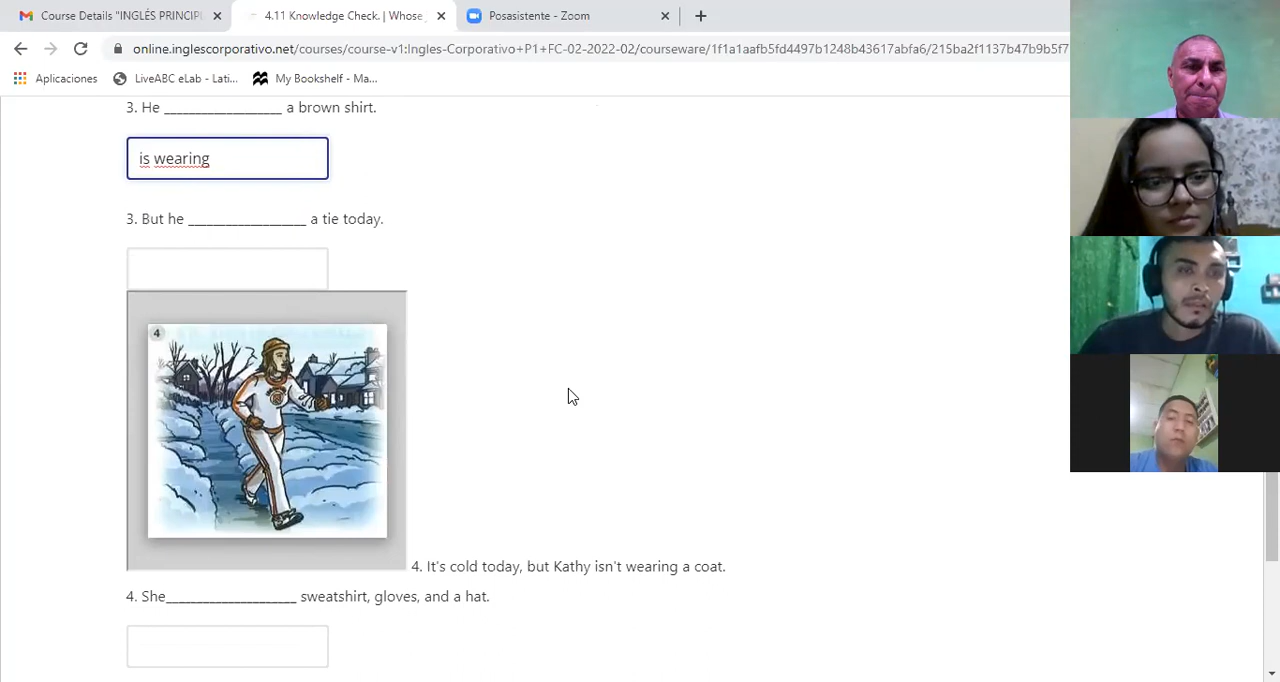 Course Details "INGLÉS PRINCIP
4.11 Knowledge Check. | Whose
Posasistente - Zoom
online.inglescorporativo.net/courses/course-v1:Ingles-Corporativo+P1+FC-02-2022-02/courseware/1f1a1aafb5fd4497b1248b43617abfa6/215ba2f1137b47b9b5f7
Aplicaciones
LiveABC eLab - Lati...
My Bookshelf - Ma...
3. He ___________________ a brown shirt.
is wearing
3. But he ___________________ a tie today.
4
4. It's cold today, but Kathy isn't wearing a coat.
4. She_____________________ sweatshirt, gloves, and a hat.